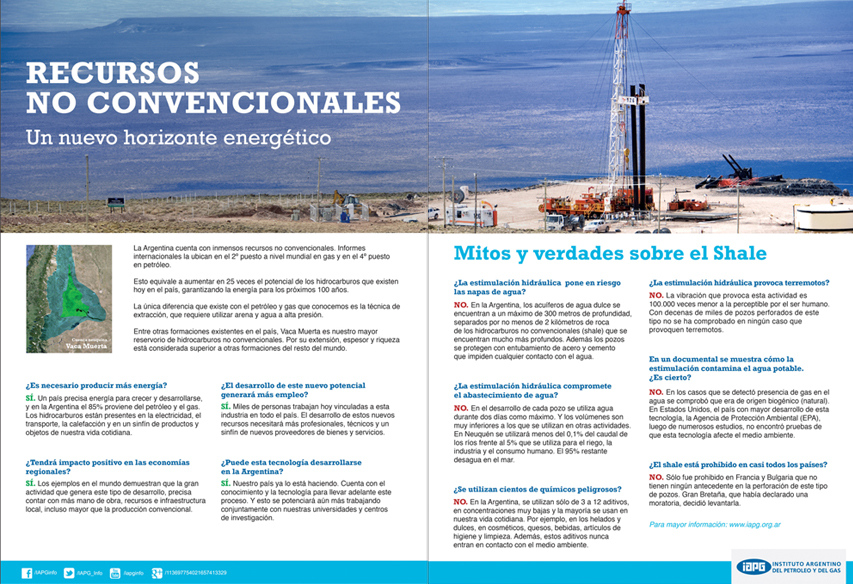 RECURSOS
NO CONVENCIONALES
Un nuevo horizonte energético
La Argentina cuenta con inmensos recursos no convencionales. Informes
internacionales la ubican en el 2º puesto a nivel mundial en gas y en el 4º puesto
en petróleo.
Esto equivale a aumentar en 25 veces el potencial de los hidrocarburos que existen
hoy en el país, garantizando la energía para los próximos 100 años.
La única diferencia que existe con el petróleo y gas que conocemos es la técnica de
extracción, que requiere utilizar arena y agua a alta presión.
Entre otras formaciones existentes en el país, Vaca Muerta es nuestro mayor
reservorio de hidrocarburos no convencionales. Por su extensión, espesor y riqueza
está considerada superior a otras formaciones del resto del mundo.
Vaca Muerta
¿Es necesario producir más energía?
SÍ. Un país precisa energía para crecer y desarrollarse,
y en la Argentina el 85% proviene del petróleo y el gas.
Los hidrocarburos están presentes en la electricidad, el
transporte, la calefacción y en un sinfín de productos y
objetos de nuestra vida cotidiana.
¿Tendrá impacto positivo en las economías
regionales?
SÍ. Los ejemplos en el mundo demuestran que la gran
actividad que genera este tipo de desarrollo, precisa
contar con más mano de obra, recursos e infraestructura
local, incluso mayor que la producción convencional.
¿El desarrollo de este nuevo potencial
generará más empleo?
SÍ. Miles de personas trabajan hoy vinculadas a esta
industria en todo el país. El desarrollo de estos nuevos
recursos necesitará más profesionales, técnicos y un
sinfín de nuevos proveedores de bienes y servicios.
¿Puede esta tecnología desarrollarse
en la Argentina?
SÍ. Nuestro país ya lo está haciendo. Cuenta con el
conocimiento y la tecnología para llevar adelante este
proceso. Y esto se potenciará aún más trabajando
conjuntamente con nuestras universidades y centros
de investigación.
/IAPGinfo
/IAPG_Info
/iapginfo
/113697754021657413329
Mitos y verdades sobre el Shale
¿La estimulación hidráulica pone en riesgo
las napas de agua?
NO. En la Argentina, los acuíferos de agua dulce se
encuentran a un máximo de 300 metros de profundidad,
separados por no menos de 2 kilómetros de roca
de los hidrocarburos no convencionales (shale) que se
encuentran mucho más profundos. Además los pozos
se protegen con entubamiento de acero y cemento
que impiden cualquier contacto con el agua.
¿La estimulación hidráulica compromete
el abastecimiento de agua?
NO. En el desarrollo de cada pozo se utiliza agua
durante dos días como máximo. Y los volúmenes son
muy inferiores a los que se utilizan en otras actividades.
En Neuquén se utilizará menos del 0,1% del caudal de
los ríos frente al 5% que se utiliza para el riego, la
industria y el consumo humano. El 95% restante
desagua en el mar.
¿Se utilizan cientos de químicos peligrosos?
NO. En la Argentina, se utilizan sólo de 3 a 12 aditivos,
en concentraciones muy bajas y la mayoría se usan en
nuestra vida cotidiana. Por ejemplo, en los helados y
dulces, en cosméticos, quesos, bebidas, artículos de
higiene y limpieza. Además, estos aditivos nunca
entran en contacto con el medio ambiente.
¿La estimulación hidráulica provoca terremotos?
NO. La vibración que provoca esta actividad es
100.000 veces menor a la perceptible por el ser humano.
Con decenas de miles de pozos perforados de este
tipo no se ha comprobado en ningún caso que
provoquen terremotos.
En un documental se muestra cómo la
estimulación contamina el agua potable.
¿Es cierto?
NO. En los casos que se detectó presencia de gas en el
agua se comprobó que era de origen biogénico (natural).
En Estados Unidos, el país con mayor desarrollo de esta
tecnología, la Agencia de Protección Ambiental (EPA),
luego de numerosos estudios, no encontró pruebas de
que esta tecnología afecte el medio ambiente.
¿El shale está prohibido en casi todos los países?
NO. Sólo fue prohibido en Francia y Bulgaria que no
tienen ningún antecedente en la perforación de este tipo
de pozos. Gran Bretaña, que había declarado una
moratoria, decidió levantarla.
Para mayor información: www.iapg.org.ar
iAPG
INSTITUTO ARGENTINO
DEL PETROLEO Y DEL GAS